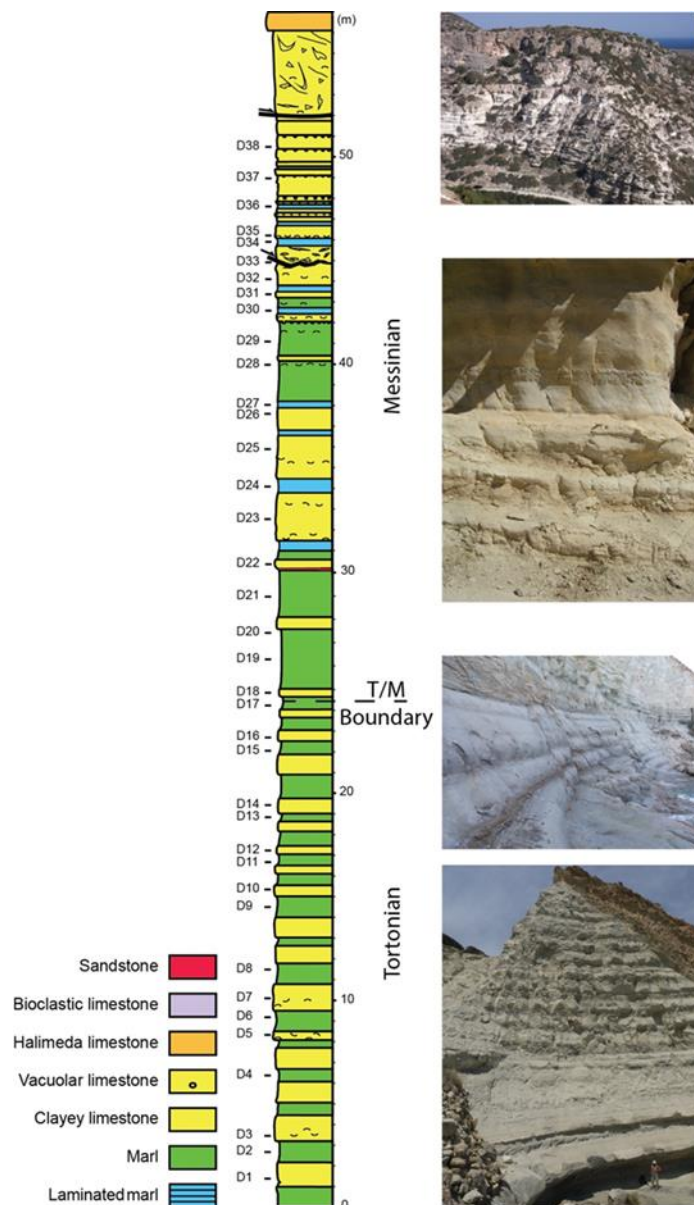 (m)
D38
50
D37
D36
D35
D34
D33
D32
D31
D30
D29
D28
40
Messinian
D27
D26
D25
D24
D23
D22
30
D21
D20
D19
D18
D17
T/M
Boundary
D16
D15
20
D14
D13
D12
D11
D10
D9
Tortonian
D8
D7
10
D6
D5
D4
D3
D2
D1
0
Sandstone
Bioclastic limestone
Halimeda limestone
Vacuolar limestone
Clayey limestone
Marl
Laminated marl